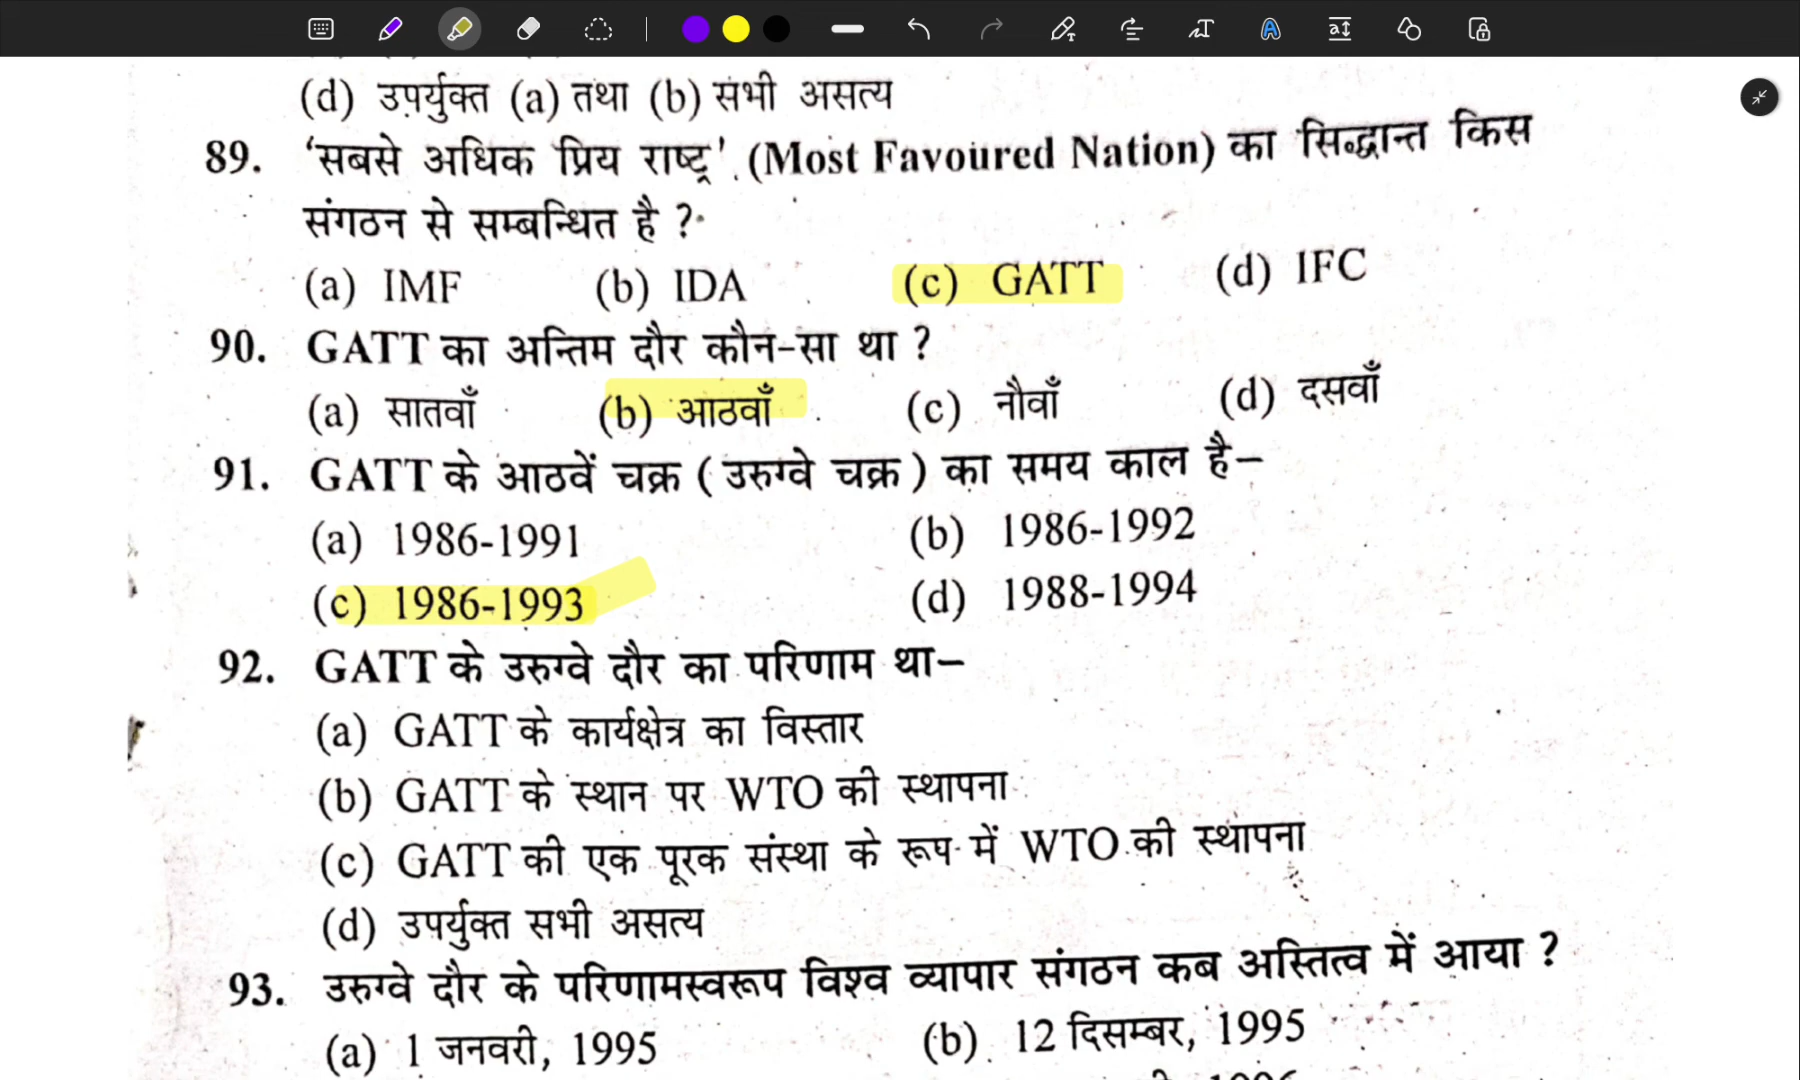 (d) उपर्युक्त (a) तथा (b) सभी असत्य
89. 'सबसे अधिक प्रिय राष्ट्र' (Most Favoured Nation) का सिद्धान्त किस
संगठन से सम्बन्धित है ?
(a) IMF (b) IDA (c) GATT (d) IFC
90. GATT का अन्तिम दौर कौन-सा था ?
(a) सातवाँ (b) आठवाँ (c) नौवाँ (d) दसवाँ
91. GATT के आठवें चक्र ( उरुग्वे चक्र ) का समय काल है–
(a) 1986-1991 (b) 1986-1992
(c) 1986-1993 (d) 1988-1994
92. GATT के उरुग्वे दौर का परिणाम था–
(a) GATT के कार्यक्षेत्र का विस्तार
(b) GATT के स्थान पर WTO की स्थापना
(c) GATT की एक पूरक संस्था के रूप में WTO की स्थापना
(d) उपर्युक्त सभी असत्य
93. उरुग्वे दौर के परिणामस्वरूप विश्व व्यापार संगठन कब अस्तित्व में आया ?
(a) 1 जनवरी, 1995 (b) 12 दिसम्बर, 1995